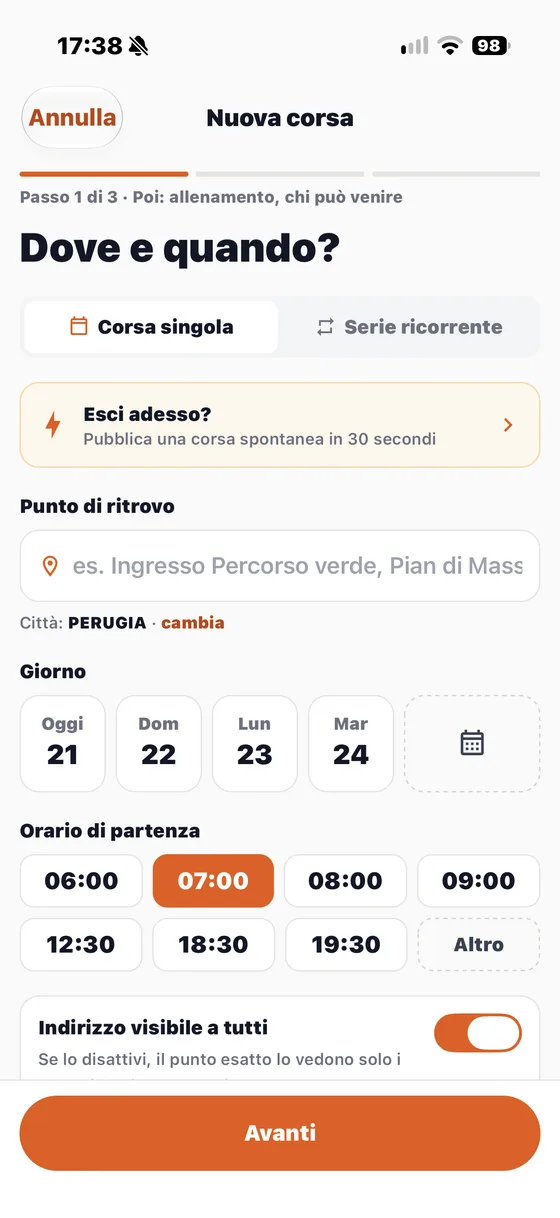 17:38
98
Annulla
Nuova corsa
Passo 1 di 3 · Poi: allenamento, chi può venire
Dove e quando?
Corsa singola
Serie ricorrente
Esci adesso?
Pubblica una corsa spontanea in 30 secondi
Punto di ritrovo
es. Ingresso Percorso verde, Pian di Mass
Città: PERUGIA · cambia
Giorno
Oggi Dom Lun Mar
21 22 23 24
Orario di partenza
06:00 07:00 08:00 09:00
12:30 18:30 19:30 Altro
Indirizzo visibile a tutti
Se lo disattivi, il punto esatto lo vedono solo i
Avanti